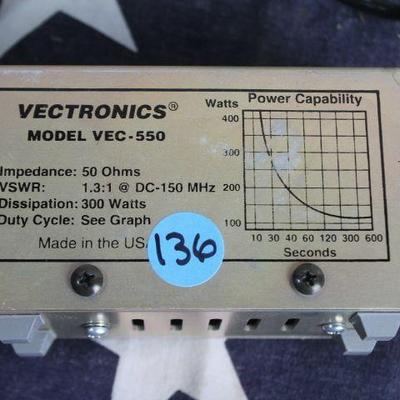 VECTRONICS®
MODEL VEC-550
Impedance: 50 Ohms
VSWR: 1.3:1 @ DC-150 MHz
Dissipation: 300 Watts
Duty Cycle: See Graph
Made in the USA
136
Watts Power Capability
400
300
200
100
10 30 40 60 120 300 600
Seconds